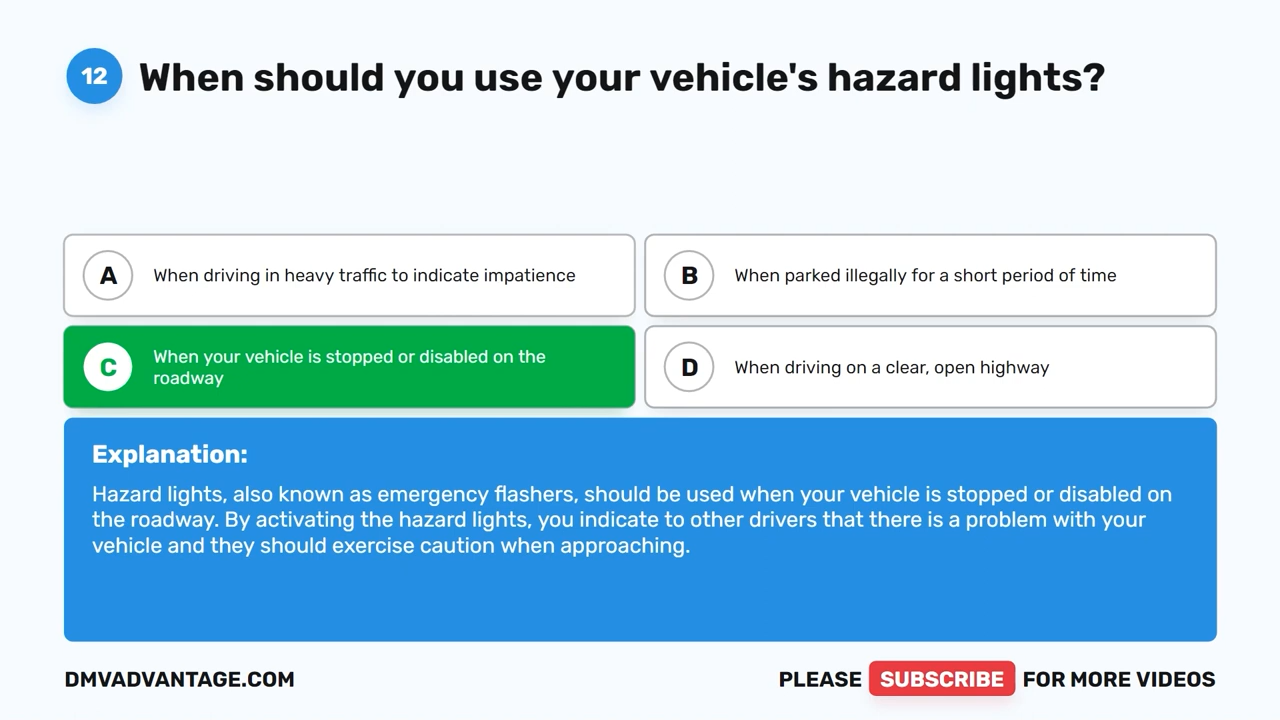 12
When should you use your vehicle's hazard lights?
A
When driving in heavy traffic to indicate impatience
B
When parked illegally for a short period of time
C
When your vehicle is stopped or disabled on the
roadway
D
When driving on a clear, open highway
Explanation:
Hazard lights, also known as emergency flashers, should be used when your vehicle is stopped or disabled on
the roadway. By activating the hazard lights, you indicate to other drivers that there is a problem with your
vehicle and they should exercise caution when approaching.
DMVADVANTAGE.COM
PLEASE SUBSCRIBE FOR MORE VIDEOS